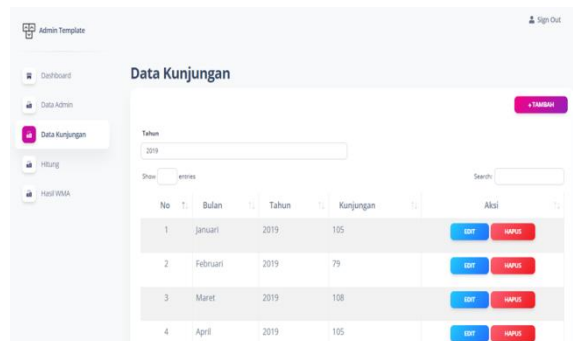 Admin Template
Sign Out
Dashboard
Data Admin
Data Kunjungan
Hitung
Hasil WMA
Data Kunjungan
+ TAMBAH
Tahun
2019
Show entries
Search:
No Bulan Tahun Kunjungan Aksi
1 Januari 2019 105 EDIT HAPUS
2 Februari 2019 79 EDIT HAPUS
3 Maret 2019 108 EDIT HAPUS
4 April 2019 105 EDIT HAPUS